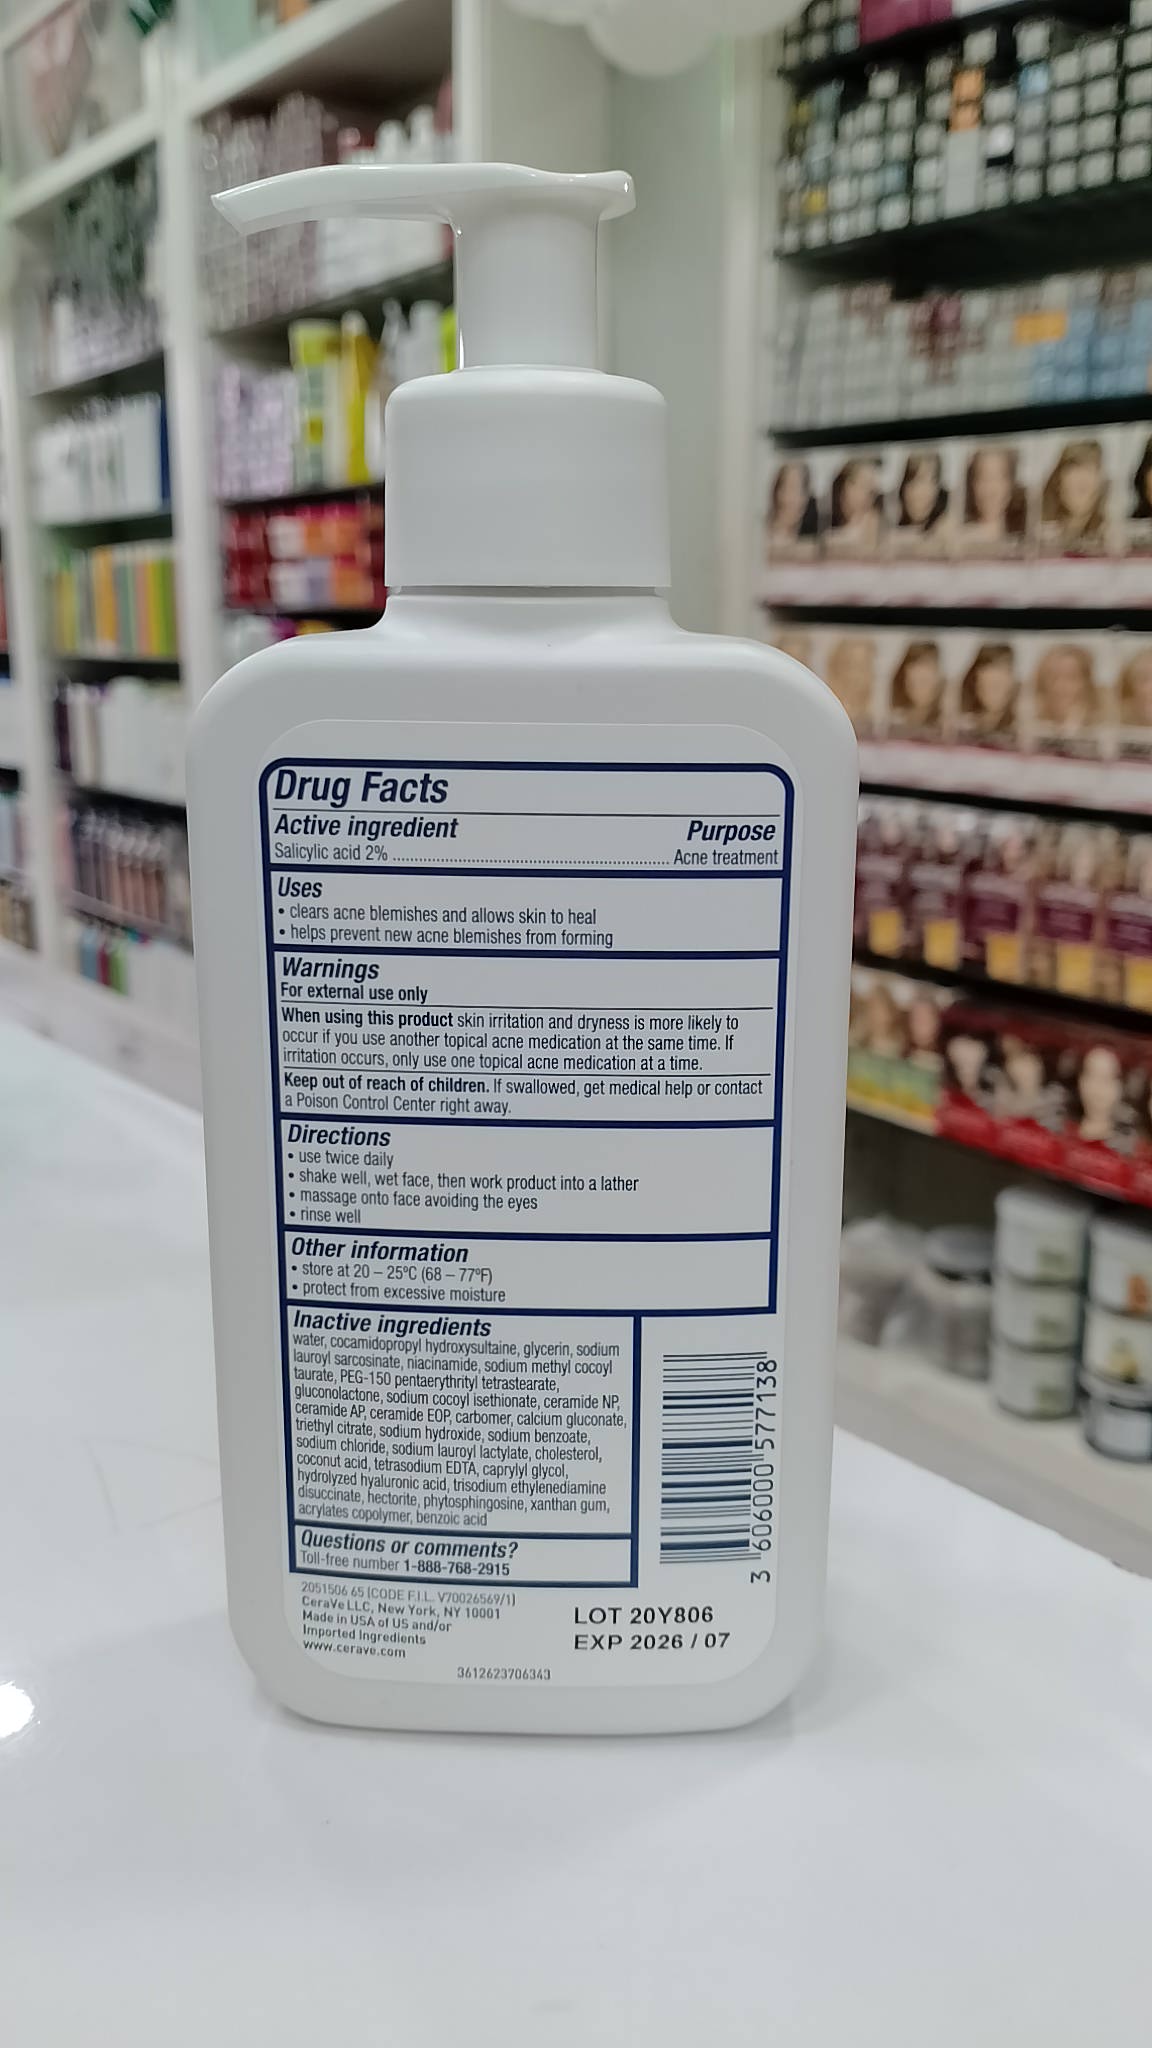 Drug Facts
Active ingredient Purpose
Salicylic acid 2% ........................................................................ Acne treatment
Uses
• clears acne blemishes and allows skin to heal
• helps prevent new acne blemishes from forming
Warnings
For external use only
When using this product skin irritation and dryness is more likely to
occur if you use another topical acne medication at the same time. If
irritation occurs, only use one topical acne medication at a time.
Keep out of reach of children. If swallowed, get medical help or contact
a Poison Control Center right away.
Directions
• use twice daily
• shake well, wet face, then work product into a lather
• massage onto face avoiding the eyes
• rinse well
Other information
• store at 20 – 25ºC (68 – 77ºF)
• protect from excessive moisture
Inactive ingredients
water, cocamidopropyl hydroxysultaine, glycerin, sodium
lauroyl sarcosinate, niacinamide, sodium methyl cocoyl
taurate, PEG-150 pentaerythrityl tetrastearate,
gluconolactone, sodium cocoyl isethionate, ceramide NP,
ceramide AP, ceramide EOP, carbomer, calcium gluconate,
triethyl citrate, sodium hydroxide, sodium benzoate,
sodium chloride, sodium lauroyl lactylate, cholesterol,
coconut acid, tetrasodium EDTA, caprylyl glycol,
hydrolyzed hyaluronic acid, trisodium ethylenediamine
disuccinate, hectorite, phytosphingosine, xanthan gum,
acrylates copolymer, benzoic acid
Questions or comments?
Toll-free number 1-888-768-2915
3 606000 577138
2051506 65 [CODE F.I.L. V70026569/1]
CeraVe LLC, New York, NY 10001
Made in USA of US and/or
Imported Ingredients
www.cerave.com
LOT 20Y806
EXP 2026 / 07
3612623706343